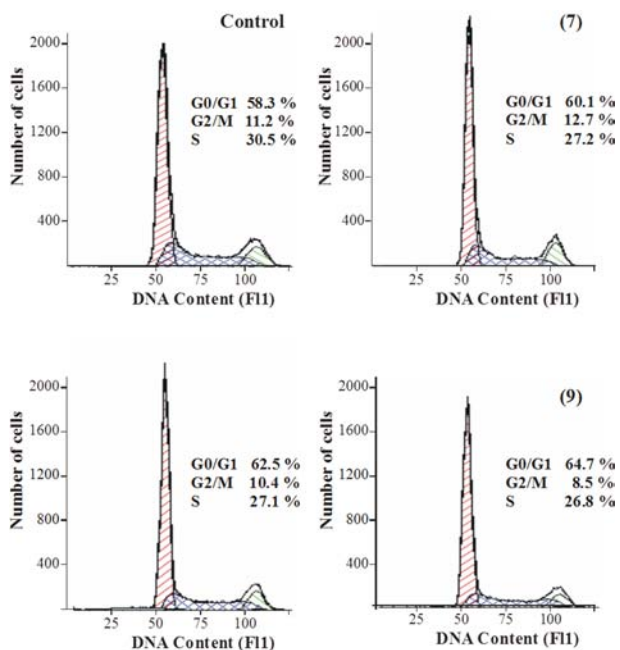 Control
Number of cells
2000
1600
1200
800
400
G0/G1 58.3 %
G2/M 11.2 %
S 30.5 %
0 25 50 75 100
DNA Content (Fl1)
(7)
Number of cells
2000
1600
1200
800
400
G0/G1 60.1 %
G2/M 12.7 %
S 27.2 %
0 25 50 75 100
DNA Content (Fl1)
Number of cells
2000
1600
1200
800
400
G0/G1 62.5 %
G2/M 10.4 %
S 27.1 %
0 25 50 75 100
DNA Content (Fl1)
(9)
Number of cells
2000
1600
1200
800
400
G0/G1 64.7 %
G2/M 8.5 %
S 26.8 %
0 25 50 75 100
DNA Content (Fl1)